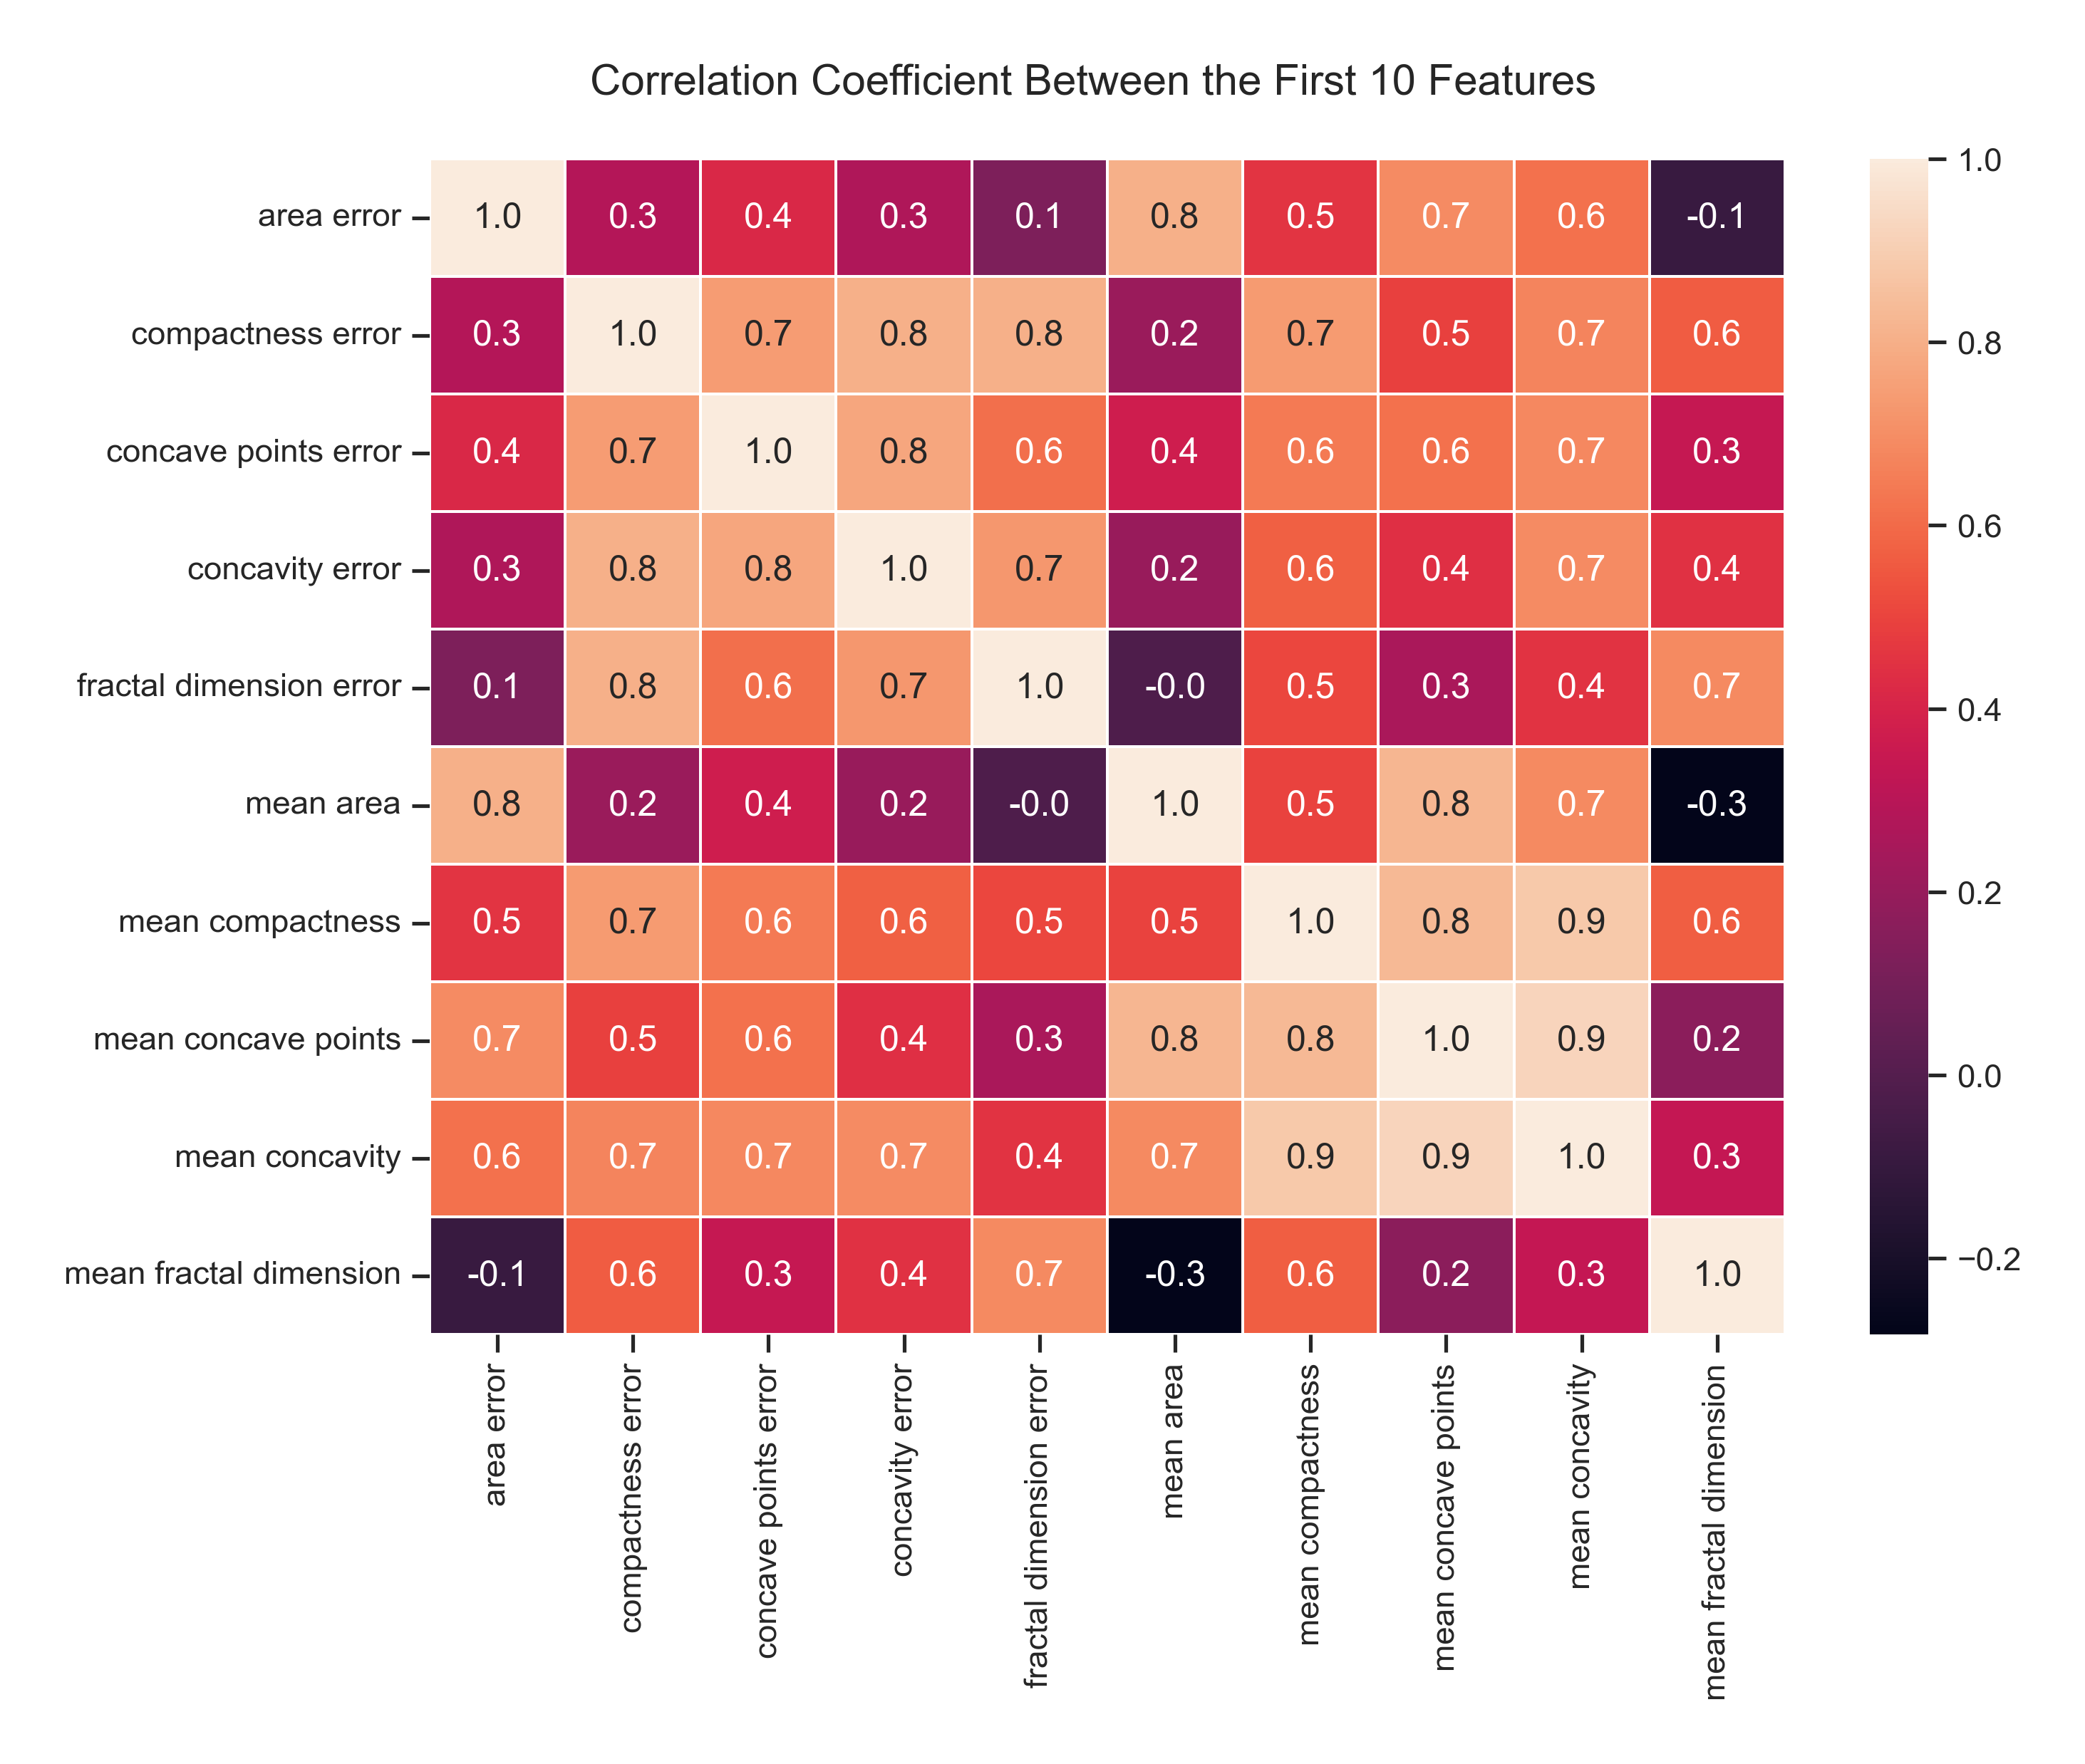 Correlation Coefficient Between the First 10 Features
area error 1.0 0.3 0.4 0.3 0.1 0.8 0.5 0.7 0.6 -0.1
compactness error 0.3 1.0 0.7 0.8 0.8 0.2 0.7 0.5 0.7 0.6
concave points error 0.4 0.7 1.0 0.8 0.6 0.4 0.6 0.6 0.7 0.3
concavity error 0.3 0.8 0.8 1.0 0.7 0.2 0.6 0.4 0.7 0.4
fractal dimension error 0.1 0.8 0.6 0.7 1.0 -0.0 0.5 0.3 0.4 0.7
mean area 0.8 0.2 0.4 0.2 -0.0 1.0 0.5 0.8 0.7 -0.3
mean compactness 0.5 0.7 0.6 0.6 0.5 0.5 1.0 0.8 0.9 0.6
mean concave points 0.7 0.5 0.6 0.4 0.3 0.8 0.8 1.0 0.9 0.2
mean concavity 0.6 0.7 0.7 0.7 0.4 0.7 0.9 0.9 1.0 0.3
mean fractal dimension -0.1 0.6 0.3 0.4 0.7 -0.3 0.6 0.2 0.3 1.0
area error
compactness error
concave points error
concavity error
fractal dimension error
mean area
mean compactness
mean concave points
mean concavity
mean fractal dimension
1.0
0.8
0.6
0.4
0.2
0.0
−0.2